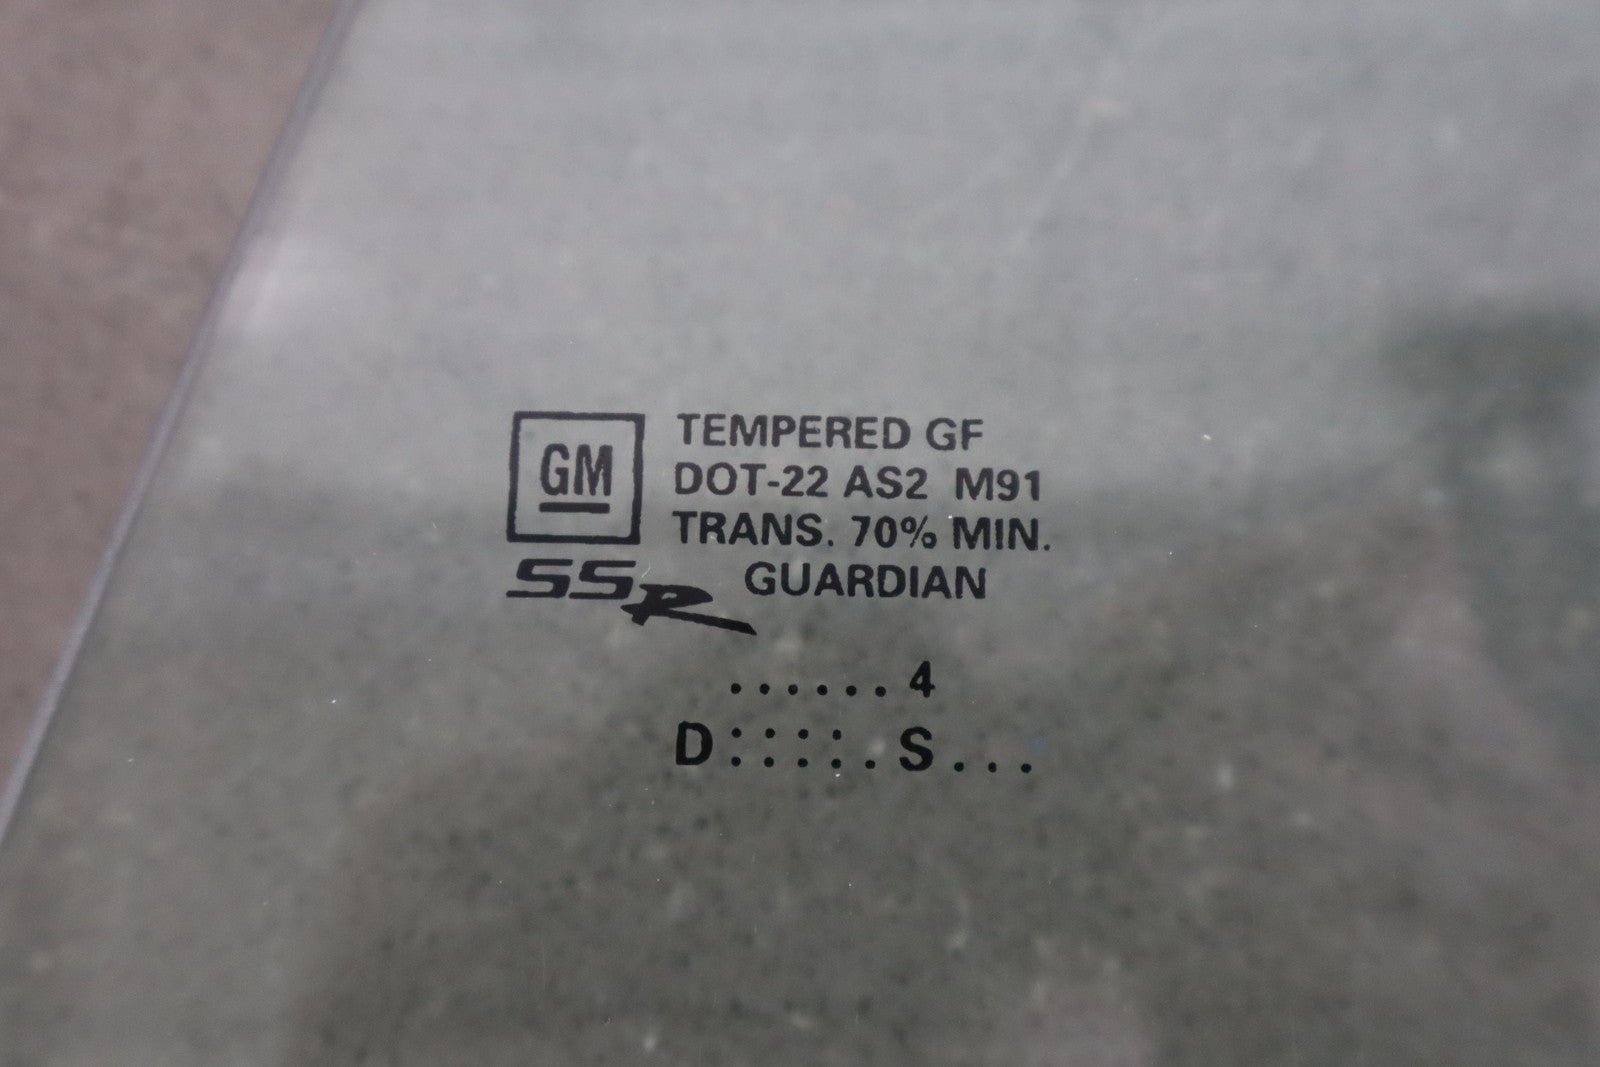 GM
TEMPERED GF
DOT-22 AS2 M91
TRANS. 70% MIN.
SSR GUARDIAN
......4
D:::::.S...